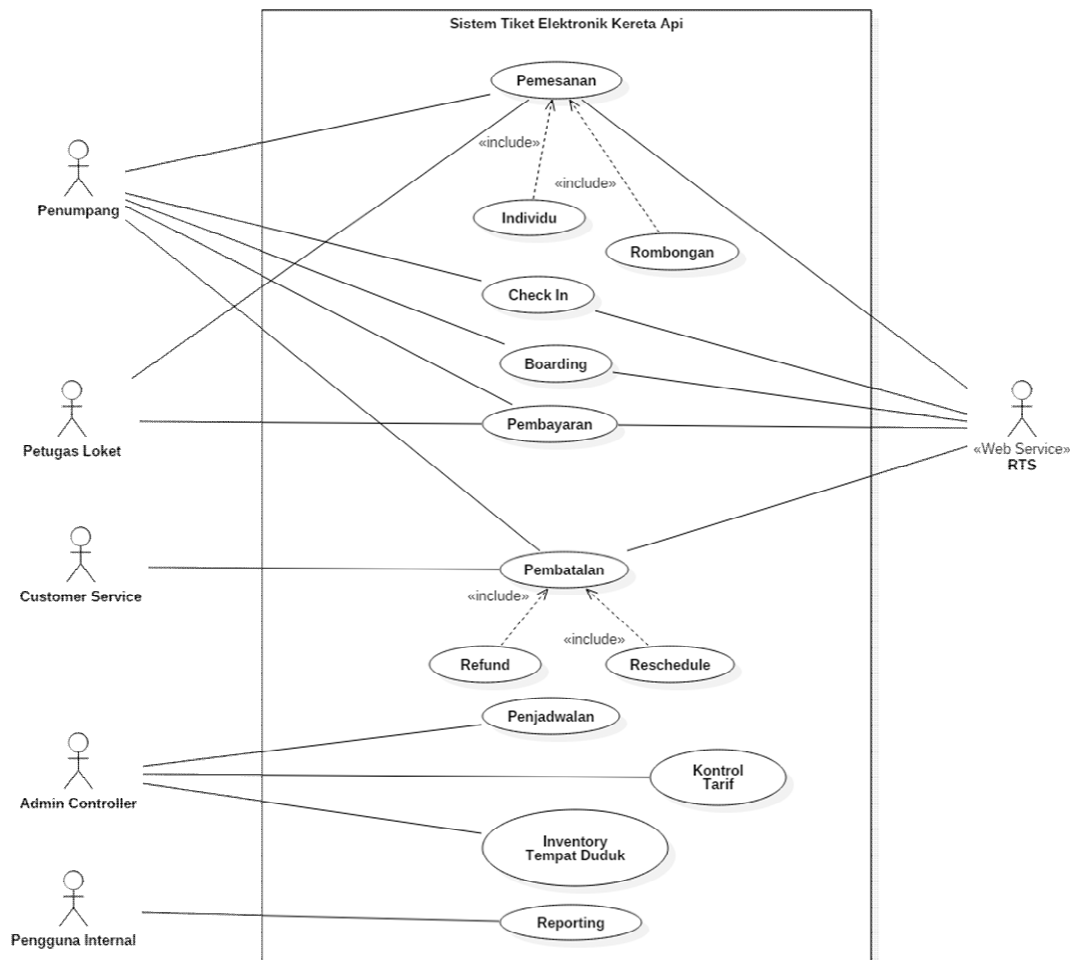 Sistem Tiket Elektronik Kereta Api
Pemesanan
«include»
«include»
Penumpang
Individu
Rombongan
Check In
Boarding
Pembayaran
Petugas Loket
«Web Service»
RTS
Pembatalan
Customer Service
«include»
«include»
Refund
Reschedule
Penjadwalan
Kontrol
Tarif
Admin Controller
Inventory
Tempat Duduk
Reporting
Pengguna Internal